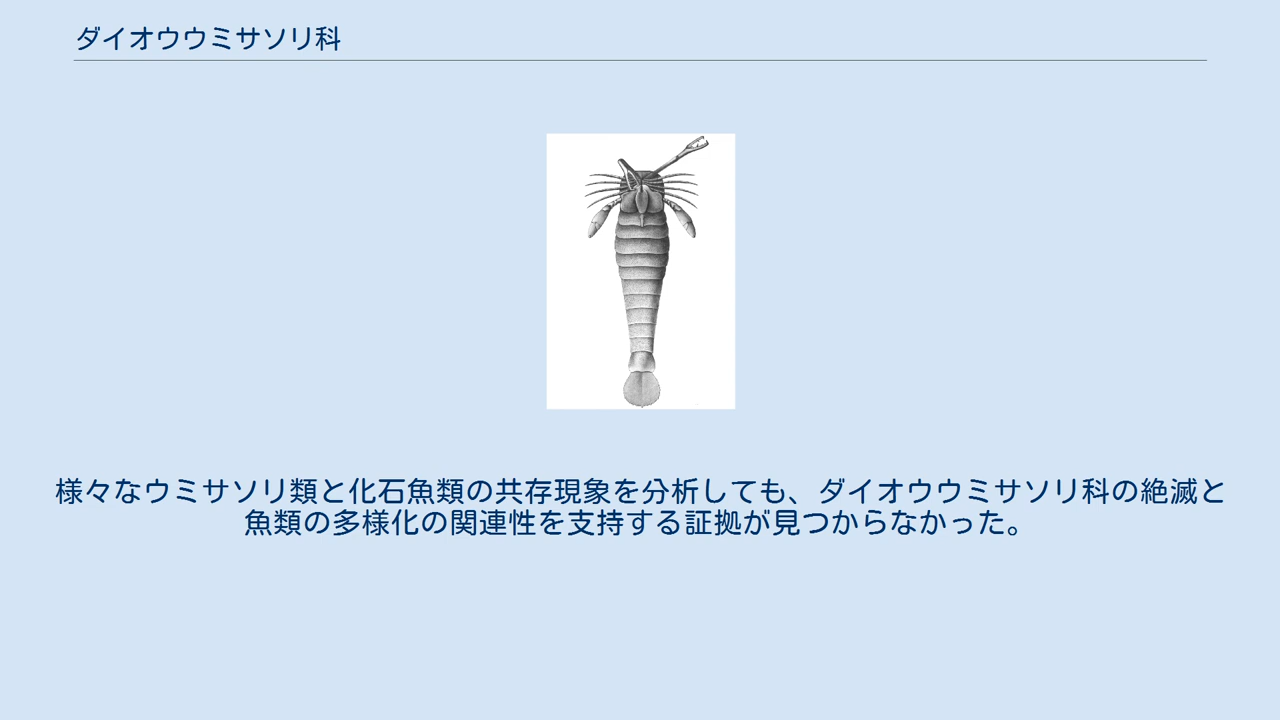 ダイオウウミサソリ科
様々なウミサソリ類と化石魚類の共存現象を分析しても、ダイオウウミサソリ科の絶滅と
魚類の多様化の関連性を支持する証拠が見つからなかった。